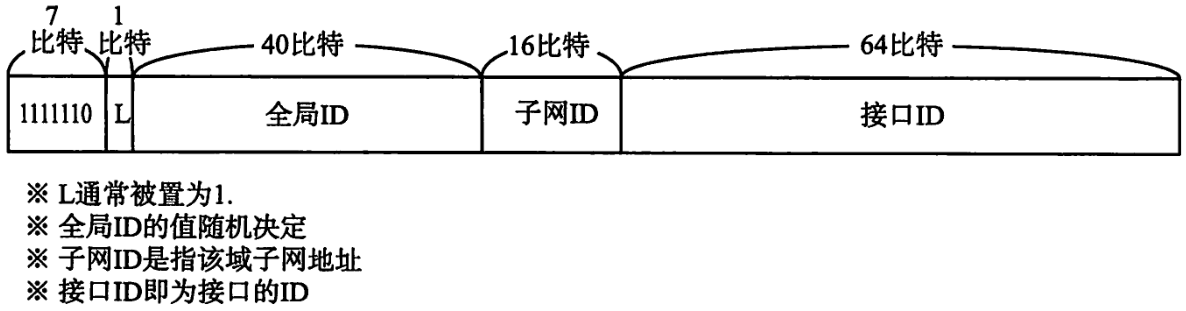 7 1
比特 比特 40比特 16比特 64比特
1111110 L 全局ID 子网ID 接口ID
※ L通常被置为1.
※ 全局ID的值随机决定
※ 子网ID是指该域子网地址
※ 接口ID即为接口的ID